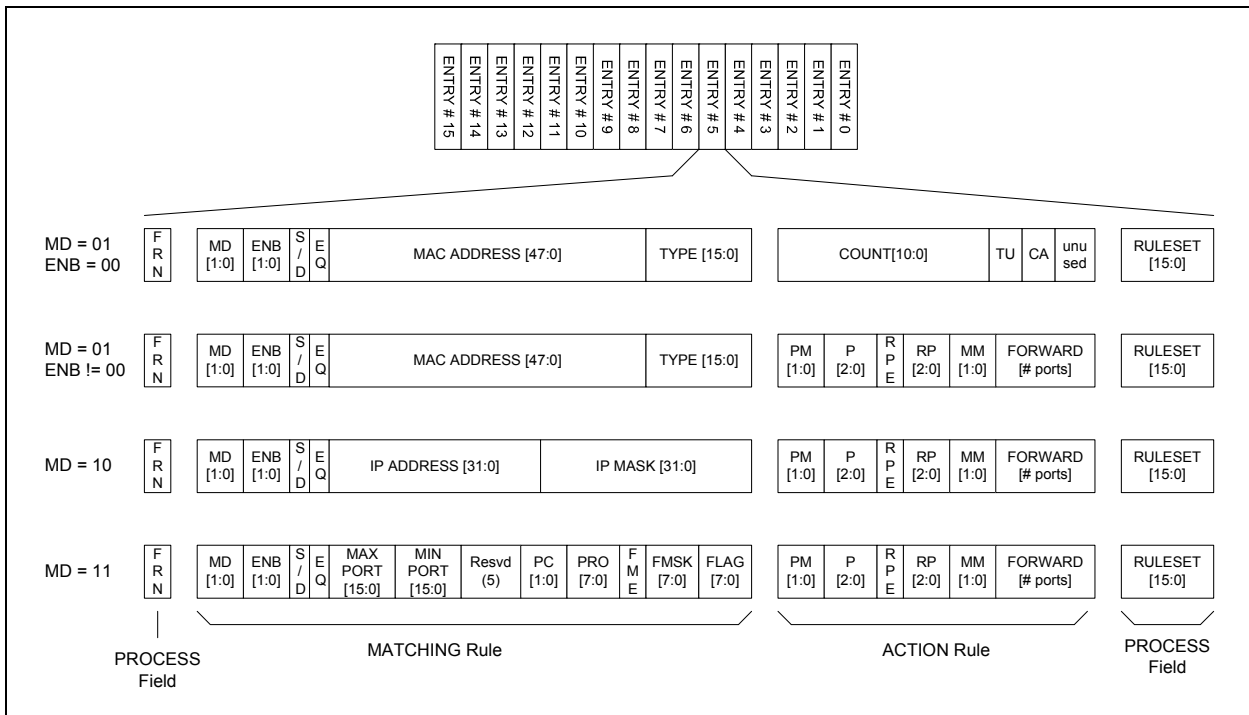 ENTRY # 15
ENTRY # 14
ENTRY # 13
ENTRY # 12
ENTRY # 11
ENTRY # 10
ENTRY # 9
ENTRY # 8
ENTRY # 7
ENTRY # 6
ENTRY # 5
ENTRY # 4
ENTRY # 3
ENTRY # 2
ENTRY # 1
ENTRY # 0
MD = 01
ENB = 00
F
R
N
MD
[1:0]
ENB
[1:0]
S
/
D
E
Q
MAC ADDRESS [47:0]
TYPE [15:0]
COUNT[10:0]
TU
CA
unu
sed
RULESET
[15:0]
MD = 01
ENB != 00
F
R
N
MD
[1:0]
ENB
[1:0]
S
/
D
E
Q
MAC ADDRESS [47:0]
TYPE [15:0]
PM
[1:0]
P
[2:0]
R
P
E
RP
[2:0]
MM
[1:0]
FORWARD
[# ports]
RULESET
[15:0]
MD = 10
F
R
N
MD
[1:0]
ENB
[1:0]
S
/
D
E
Q
IP ADDRESS [31:0]
IP MASK [31:0]
PM
[1:0]
P
[2:0]
R
P
E
RP
[2:0]
MM
[1:0]
FORWARD
[# ports]
RULESET
[15:0]
MD = 11
F
R
N
MD
[1:0]
ENB
[1:0]
S
/
D
E
Q
MAX
PORT
[15:0]
MIN
PORT
[15:0]
Resvd
(5)
PC
[1:0]
PRO
[7:0]
F
M
E
FMSK
[7:0]
FLAG
[7:0]
PM
[1:0]
P
[2:0]
R
P
E
RP
[2:0]
MM
[1:0]
FORWARD
[# ports]
RULESET
[15:0]
PROCESS
Field
MATCHING Rule
ACTION Rule
PROCESS
Field